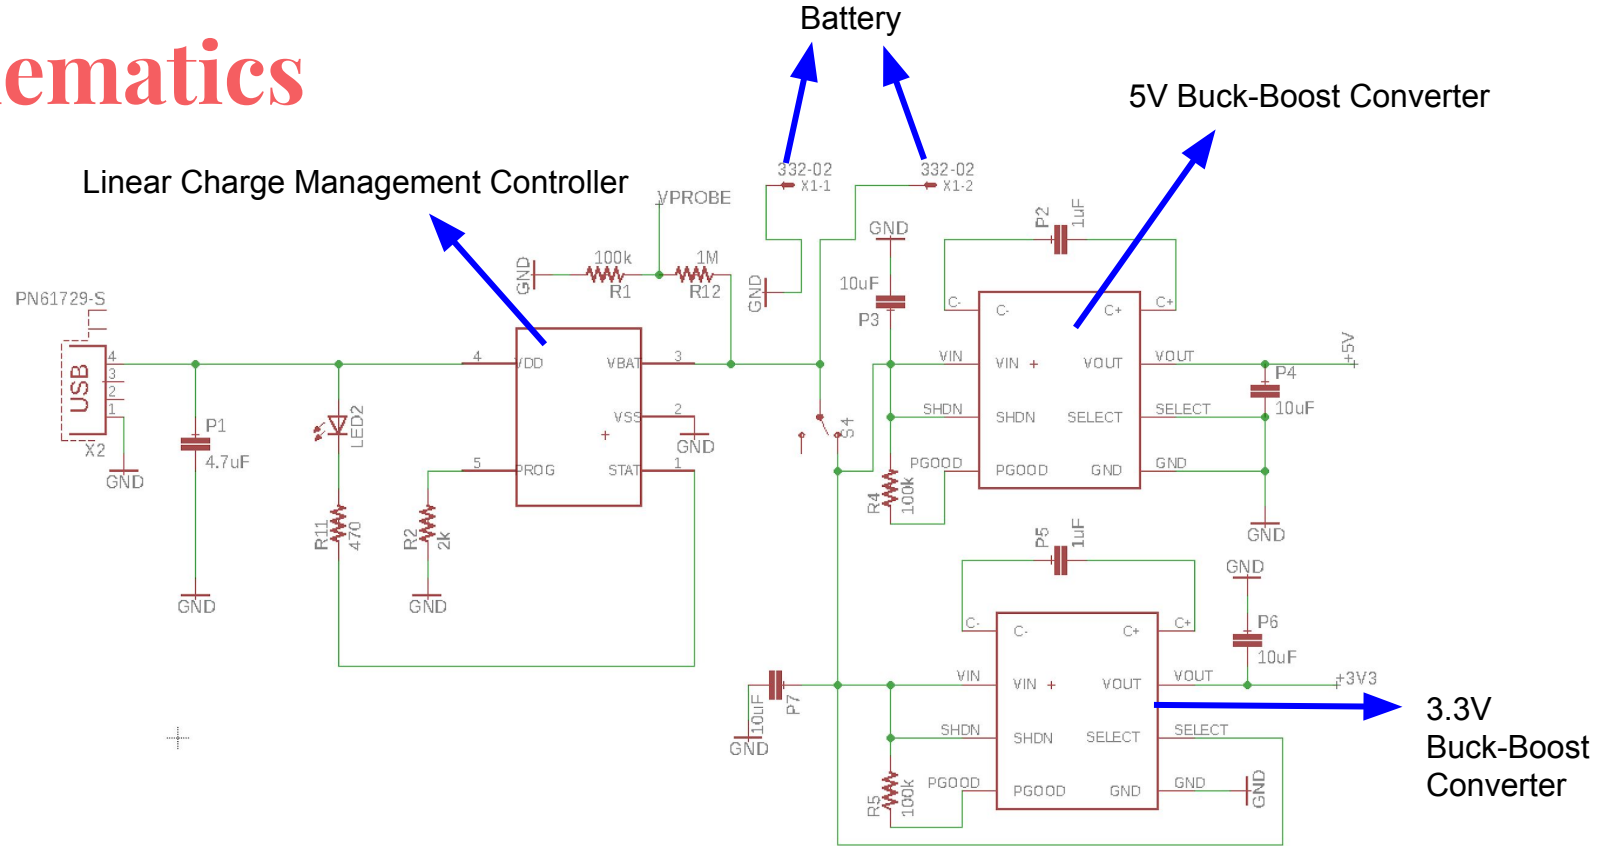 ematics
Battery
5V Buck-Boost Converter
Linear Charge Management Controller
332-02
X1-1
332-02
X1-2
VPROBE
GND
100k
R1
1M
R12
GND
GND
10uF
P3
P2
1uF
C-
C-
C+
C+
PN61729-S
USB
4
3
2
1
X2
GND
P1
4.7uF
GND
LED2
R11
470
R2
2k
GND
4
VDD
VBAT
3
VSS
2
GND
5
PROG
STAT
1
S4
VIN
VIN
VOUT
VOUT
+5V
P4
10uF
SHDN
SHDN
SELECT
SELECT
PGOOD
PGOOD
GND
GND
R4
100k
GND
P5
1uF
GND
P6
10uF
C-
C-
C+
C+
VIN
VIN
VOUT
VOUT
+3V3
10uF
P7
GND
SHDN
SHDN
SELECT
SELECT
PGOOD
PGOOD
GND
GND
GND
R5
100k
3.3V
Buck-Boost
Converter